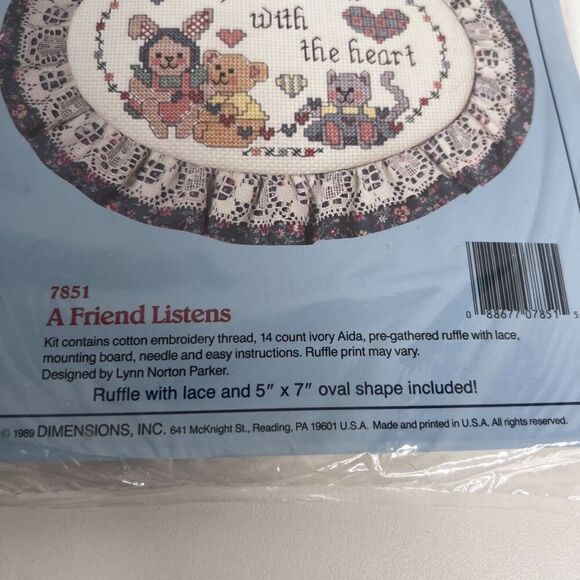 with
the heart
7851
A Friend Listens
Kit contains cotton embroidery thread, 14 count ivory Aida, pre-gathered ruffle with lace,
mounting board, needle and easy instructions. Ruffle print may vary.
Designed by Lynn Norton Parker.
0 88677 07851 5
Ruffle with lace and 5" x 7" oval shape included!
© 1989 DIMENSIONS, INC. 641 McKnight St., Reading, PA 19601 U.S.A. Made and printed in U.S.A. All rights reserved.